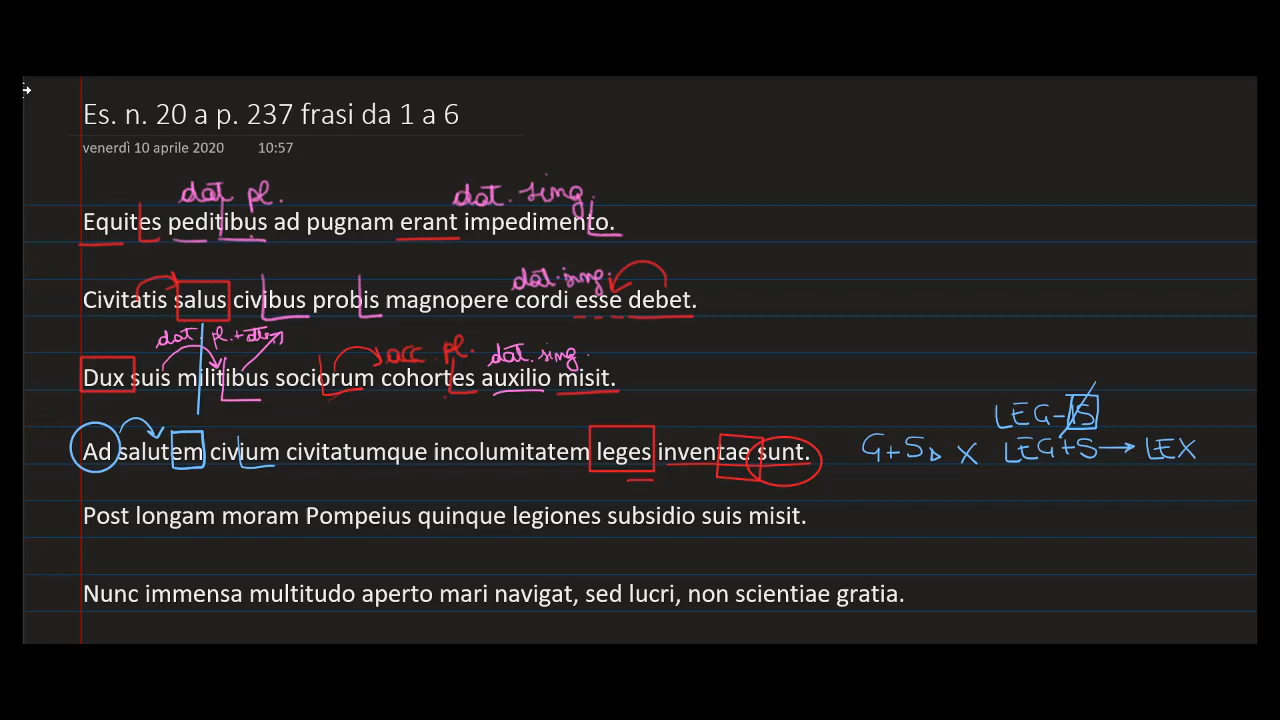 Es. n. 20 a p. 237 frasi da 1 a 6
venerdì 10 aprile 2020 10:57
dat pl. dat. sing.
Equites peditibus ad pugnam erant impedimento.
dat. sing.
Civitatis salus civibus probis magnopere cordi esse debet.
dat pl. + acc. pl. dat. sing.
Dux suis militibus sociorum cohortes auxilio misit.
LEG-IS
Ad salutem civium civitatumque incolumitatem leges inventae sunt. G+S X LEG+S → LEX
Post longam moram Pompeius quinque legiones subsidio suis misit.
Nunc immensa multitudo aperto mari navigat, sed lucri, non scientiae gratia.